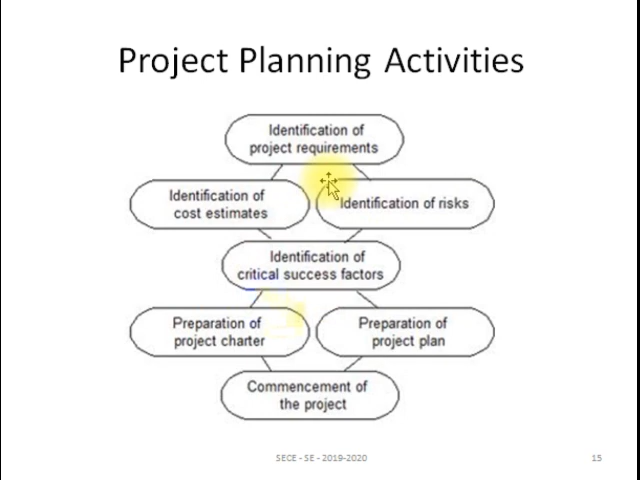 Project Planning Activities
Identification of
project requirements
Identification of
cost estimates
Identification of risks
Identification of
critical success factors
Preparation of
project charter
Preparation of
project plan
Commencement of
the project
SECE - SE - 2019-2020
15